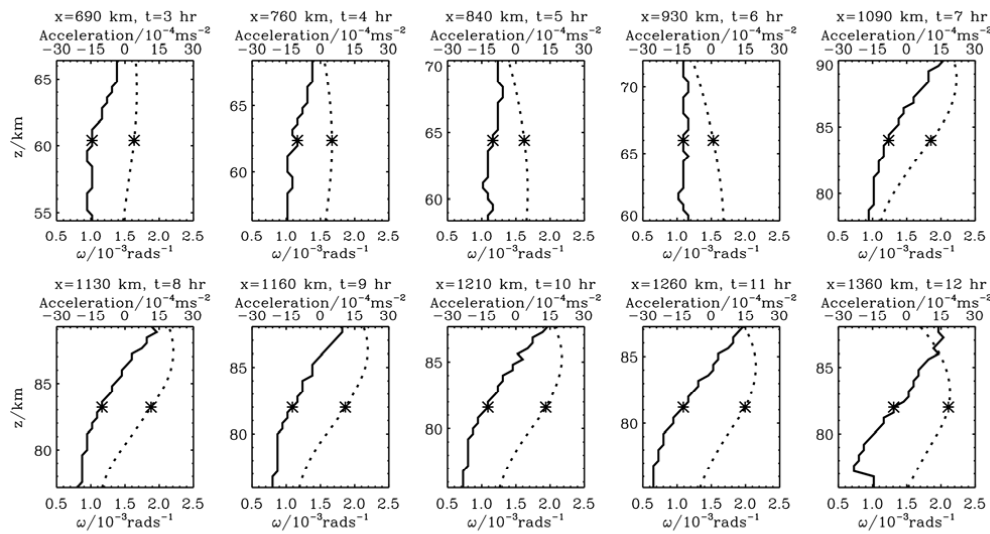 x=690 km, t=3 hr
Acceleration/10⁻⁴ms⁻²
−30 −15 0 15 30
65
60
55
z/km
0.5 1.0 1.5 2.0 2.5
ω/10⁻³rads⁻¹
x=760 km, t=4 hr
Acceleration/10⁻⁴ms⁻²
−30 −15 0 15 30
65
60
0.5 1.0 1.5 2.0 2.5
ω/10⁻³rads⁻¹
x=840 km, t=5 hr
Acceleration/10⁻⁴ms⁻²
−30 −15 0 15 30
70
65
60
0.5 1.0 1.5 2.0 2.5
ω/10⁻³rads⁻¹
x=930 km, t=6 hr
Acceleration/10⁻⁴ms⁻²
−30 −15 0 15 30
70
65
60
0.5 1.0 1.5 2.0 2.5
ω/10⁻³rads⁻¹
x=1090 km, t=7 hr
Acceleration/10⁻⁴ms⁻²
−30 −15 0 15 30
90
85
80
0.5 1.0 1.5 2.0 2.5
ω/10⁻³rads⁻¹
x=1130 km, t=8 hr
Acceleration/10⁻⁴ms⁻²
−30 −15 0 15 30
85
80
z/km
0.5 1.0 1.5 2.0 2.5
ω/10⁻³rads⁻¹
x=1160 km, t=9 hr
Acceleration/10⁻⁴ms⁻²
−30 −15 0 15 30
85
80
0.5 1.0 1.5 2.0 2.5
ω/10⁻³rads⁻¹
x=1210 km, t=10 hr
Acceleration/10⁻⁴ms⁻²
−30 −15 0 15 30
85
80
0.5 1.0 1.5 2.0 2.5
ω/10⁻³rads⁻¹
x=1260 km, t=11 hr
Acceleration/10⁻⁴ms⁻²
−30 −15 0 15 30
85
80
0.5 1.0 1.5 2.0 2.5
ω/10⁻³rads⁻¹
x=1360 km, t=12 hr
Acceleration/10⁻⁴ms⁻²
−30 −15 0 15 30
85
80
0.5 1.0 1.5 2.0 2.5
ω/10⁻³rads⁻¹